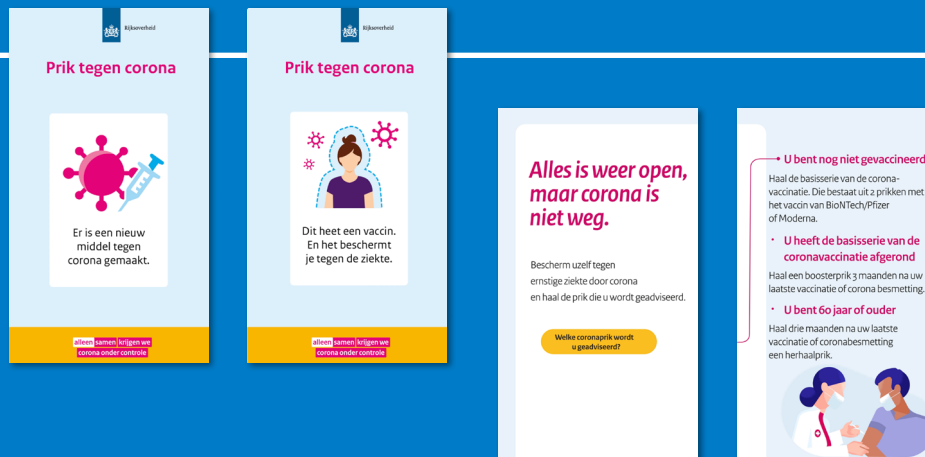 Rijksoverheid
Prik tegen corona
Er is een nieuw
middel tegen
corona gemaakt.
alleen samen krijgen we
corona onder controle
Rijksoverheid
Prik tegen corona
Dit heet een vaccin.
En het beschermt
je tegen de ziekte.
alleen samen krijgen we
corona onder controle
Alles is weer open,
maar corona is
niet weg.
Bescherm uzelf tegen
ernstige ziekte door corona
en haal de prik die u wordt geadviseerd.
Welke coronaprik wordt
u geadviseerd?
U bent nog niet gevaccineerd
Haal de basisserie van de corona-
vaccinatie. Die bestaat uit 2 prikken met
het vaccin van BioNTech/Pfizer
of Moderna.
• U heeft de basisserie van de
coronavaccinatie afgerond
Haal een boosterprik 3 maanden na uw
laatste vaccinatie of corona besmetting.
• U bent 60 jaar of ouder
Haal drie maanden na uw laatste
vaccinatie of coronabesmetting
een herhaalprik.